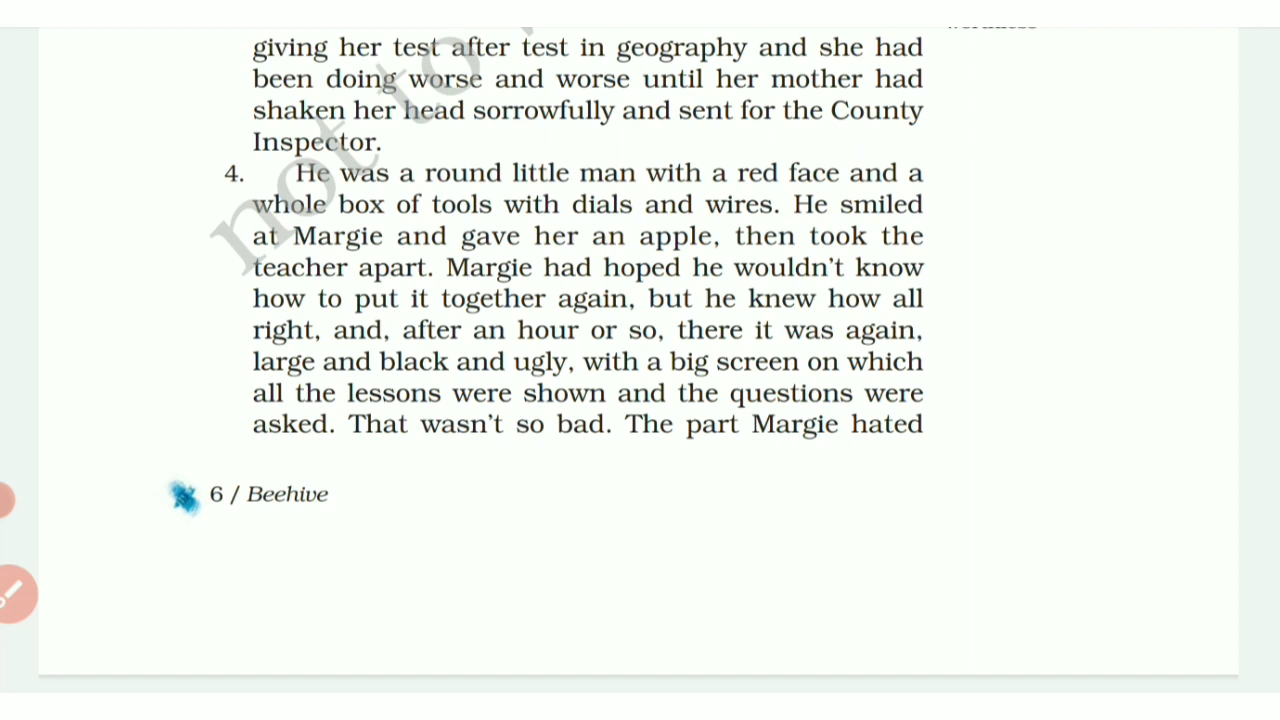 giving her test after test in geography and she had
been doing worse and worse until her mother had
shaken her head sorrowfully and sent for the County
Inspector.
4. He was a round little man with a red face and a
whole box of tools with dials and wires. He smiled
at Margie and gave her an apple, then took the
teacher apart. Margie had hoped he wouldn't know
how to put it together again, but he knew how all
right, and, after an hour or so, there it was again,
large and black and ugly, with a big screen on which
all the lessons were shown and the questions were
asked. That wasn't so bad. The part Margie hated
6 / Beehive
not to